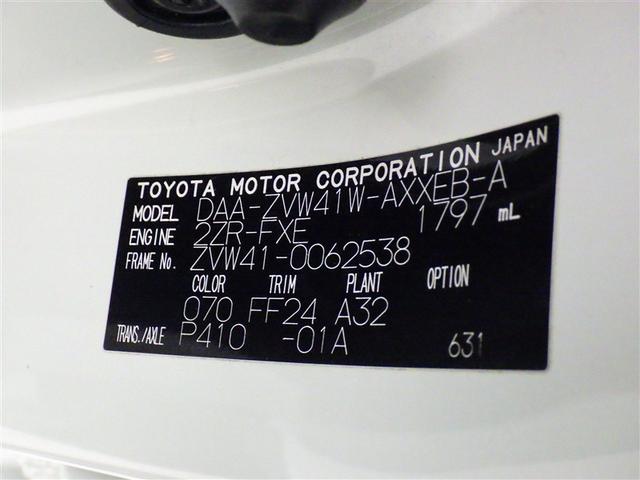 TOYOTA MOTOR CORPORATION JAPAN
MODEL DAA-ZVW41W-AXXEB-A
ENGINE 2ZR-FXE 1797 mL
FRAME No. ZVW41-0062538
COLOR TRIM PLANT OPTION
070 FF24 A32
TRANS./AXLE P410 -01A 631